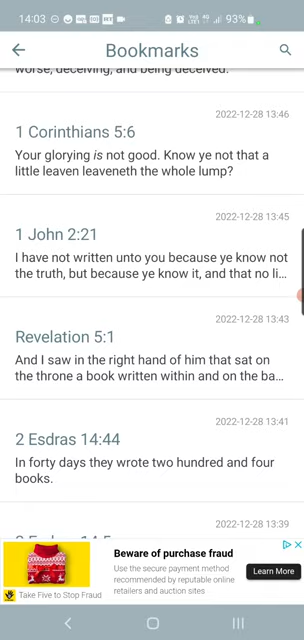 14:03
93%
Bookmarks
worse, deceiving, and being deceived.
2022-12-28 13:46
1 Corinthians 5:6
Your glorying is not good. Know ye not that a
little leaven leaveneth the whole lump?
2022-12-28 13:45
1 John 2:21
I have not written unto you because ye know not
the truth, but because ye know it, and that no li...
2022-12-28 13:43
Revelation 5:1
And I saw in the right hand of him that sat on
the throne a book written within and on the ba...
2022-12-28 13:41
2 Esdras 14:44
In forty days they wrote two hundred and four
books.
2022-12-28 13:39
Beware of purchase fraud
Use the secure payment method
recommended by reputable online
retailers and auction sites
Learn More
Take Five to Stop Fraud